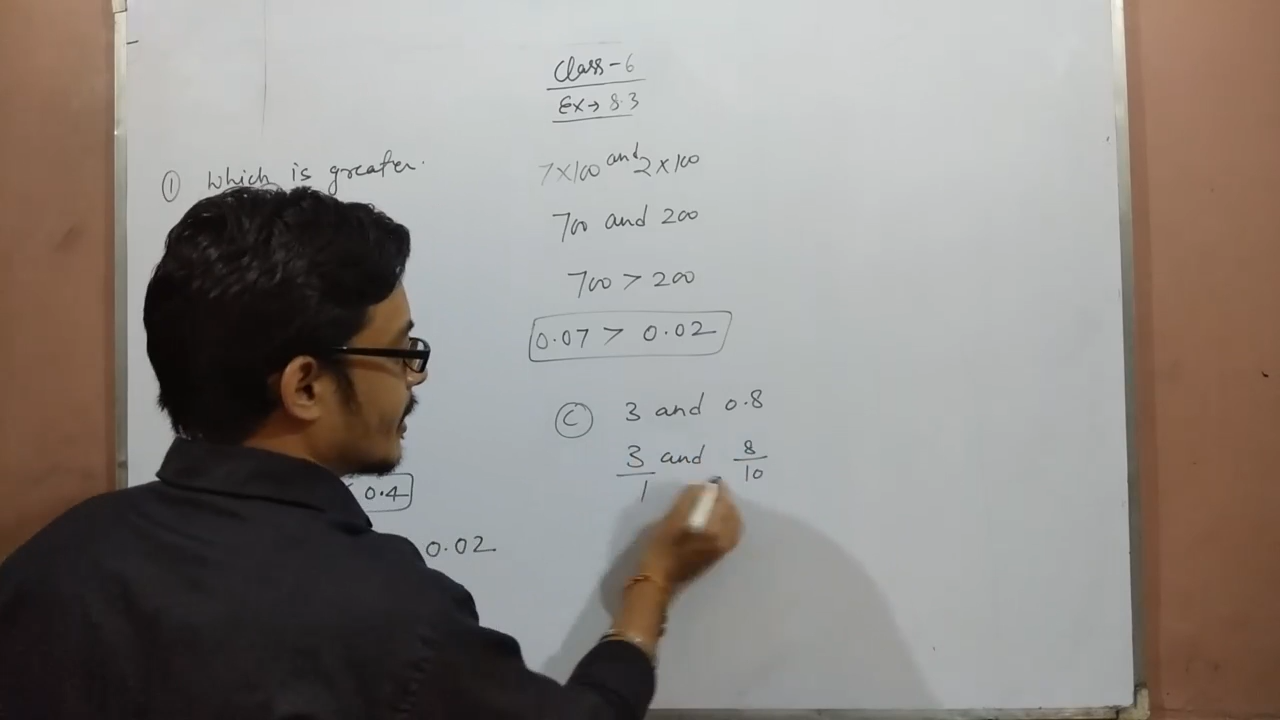 Class - 6
Ex → 8.3
① Which is greater.
< 0.4
0.02
7×100 and 2×100
700 and 200
700 > 200
0.07 > 0.02
Ⓒ 3 and 0.8
3/1 and 8/10